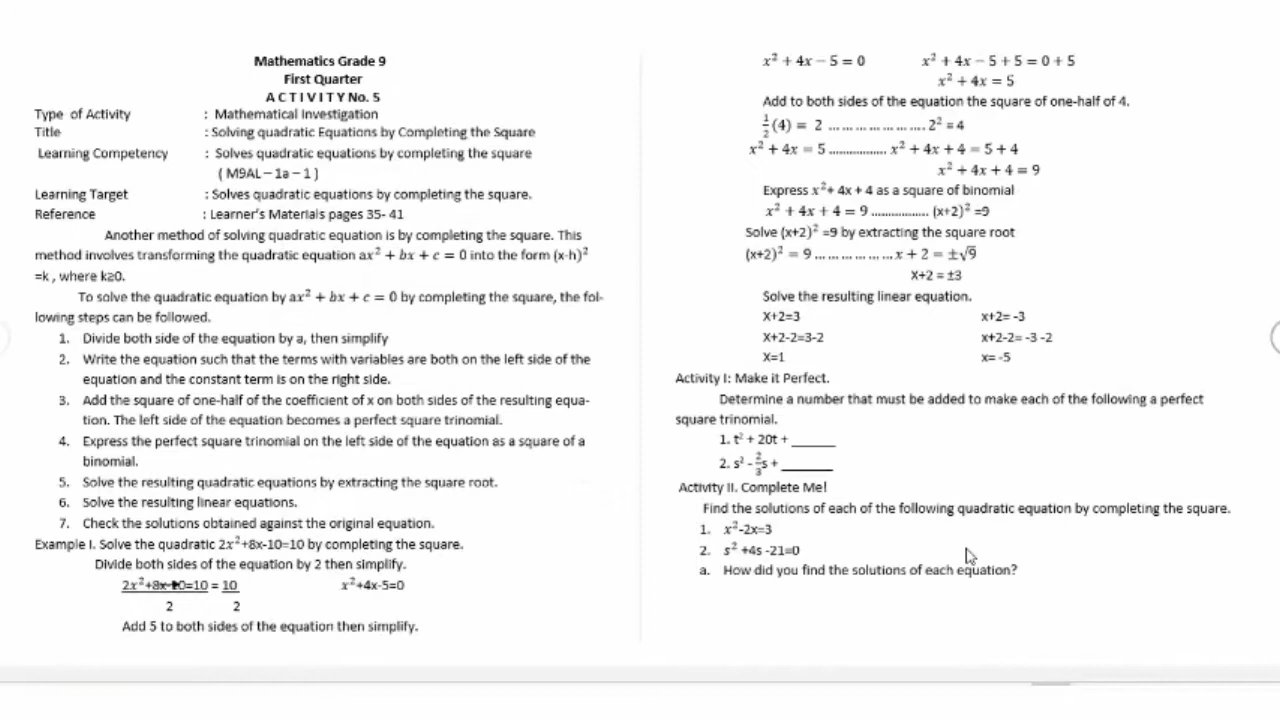 Mathematics Grade 9
First Quarter
A C T I V I T Y No. 5
Type of Activity : Mathematical Investigation
Title : Solving quadratic Equations by Completing the Square
Learning Competency : Solves quadratic equations by completing the square
( M9AL – 1a – 1 )
Learning Target : Solves quadratic equations by completing the square.
Reference : Learner's Materials pages 35- 41
Another method of solving quadratic equation is by completing the square. This
method involves transforming the quadratic equation ax² + bx + c = 0 into the form (x-h)²
=k , where k≥0.
To solve the quadratic equation by ax² + bx + c = 0 by completing the square, the fol-
lowing steps can be followed.
1. Divide both side of the equation by a, then simplify
2. Write the equation such that the terms with variables are both on the left side of the
equation and the constant term is on the right side.
3. Add the square of one-half of the coefficient of x on both sides of the resulting equa-
tion. The left side of the equation becomes a perfect square trinomial.
4. Express the perfect square trinomial on the left side of the equation as a square of a
binomial.
5. Solve the resulting quadratic equations by extracting the square root.
6. Solve the resulting linear equations.
7. Check the solutions obtained against the original equation.
Example I. Solve the quadratic 2x²+8x-10=10 by completing the square.
Divide both sides of the equation by 2 then simplify.
2x²+8x-10=10 = 10 x²+4x-5=0
2 2
Add 5 to both sides of the equation then simplify.
x² + 4x – 5 = 0 x² + 4x – 5 + 5 = 0 + 5
x² + 4x = 5
Add to both sides of the equation the square of one-half of 4.
½(4) = 2 ........................ 2² = 4
x² + 4x = 5 ................ x² + 4x + 4 = 5 + 4
x² + 4x + 4 = 9
Express x²+ 4x + 4 as a square of binomial
x² + 4x + 4 = 9 ................ (x+2)² =9
Solve (x+2)² =9 by extracting the square root
(x+2)² = 9 ..................... x + 2 = ±√9
X+2 = ±3
Solve the resulting linear equation.
X+2=3 x+2= -3
X+2-2=3-2 x+2-2= -3 -2
X=1 x= -5
Activity I: Make it Perfect.
Determine a number that must be added to make each of the following a perfect
square trinomial.
1. t² + 20t + ______
2. s² - ⅔s + _______
Activity II. Complete Me!
Find the solutions of each of the following quadratic equation by completing the square.
1. x²-2x=3
2. s² +4s -21=0
a. How did you find the solutions of each equation?